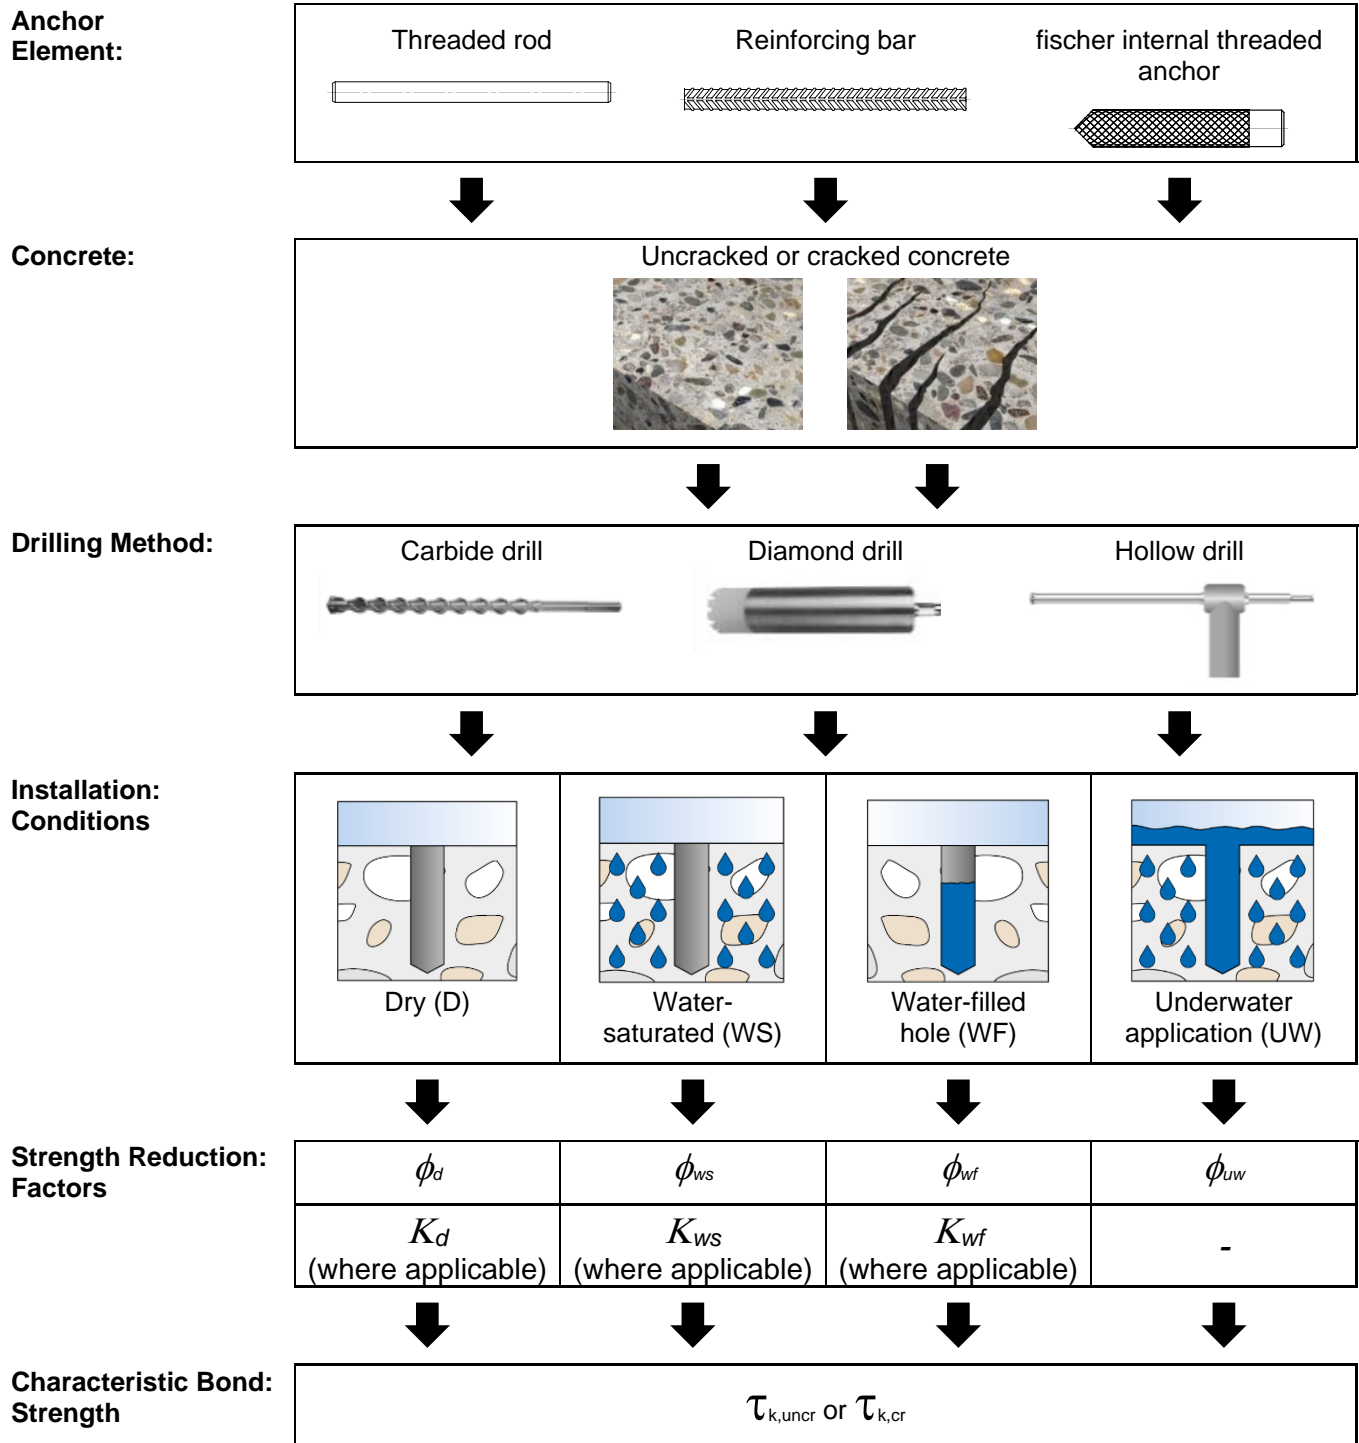 Anchor
Element:
Threaded rod
Reinforcing bar
fischer internal threaded
anchor
Concrete:
Uncracked or cracked concrete
Drilling Method:
Carbide drill
Diamond drill
Hollow drill
Installation:
Conditions
Dry (D)
Water-
saturated (WS)
Water-filled
hole (WF)
Underwater
application (UW)
Strength Reduction:
Factors
ϕd
ϕws
ϕwf
ϕuw
Kd
(where applicable)
Kws
(where applicable)
Kwf
(where applicable)
-
Characteristic Bond:
Strength
τk,uncr or τk,cr